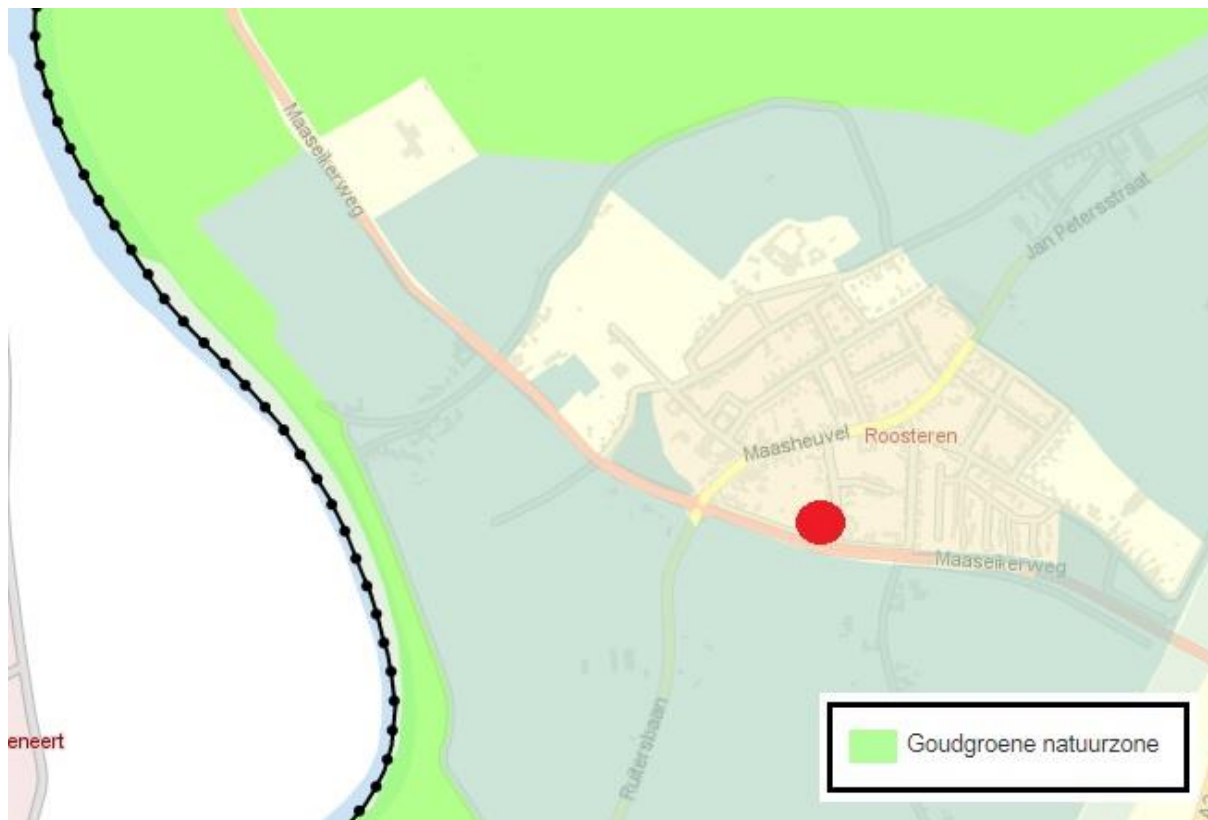 Maaseikerweg
Jan Petersstraat
Maasheuvel
Roosteren
Maaseikerweg
Ruitersbaan
eneert
Goudgroene natuurzone